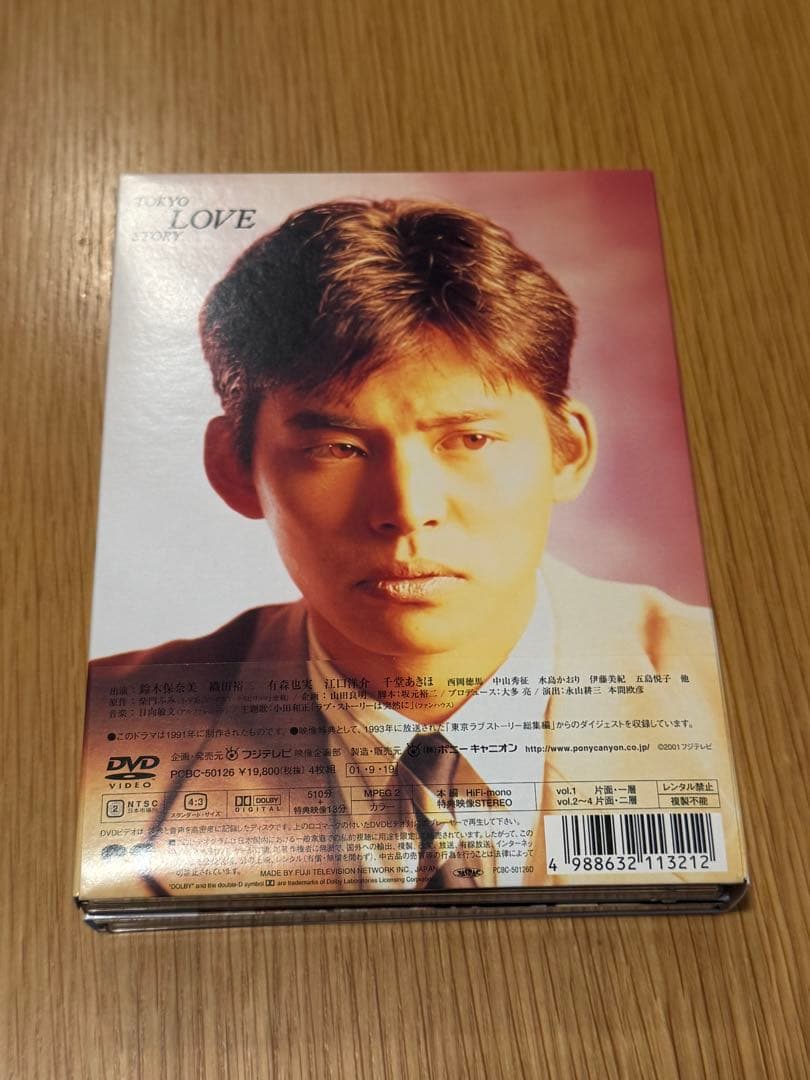 TOKYO
LOVE
STORY
出演：鈴木保奈美　織田裕二　有森也実　江口洋介　千堂あきほ　西岡徳馬　中山秀征　水島かおり　伊藤美紀　五島悦子　他
原作：柴門ふみ 企画：山田良明 脚本：坂元裕二／プロデュース：大多 亮／演出：永山耕三　本間欧彦
音楽：日向敏文 主題歌：小田和正「ラブ・ストーリーは突然に」（ファンハウス）
●このドラマは1991年に制作されたものです。●映像特典として、1993年に放送された「東京ラブストーリー総集編」からのダイジェストを収録しています。
DVD VIDEO
企画・発売元 フジテレビ 映像企画部　製造・販売元 (株)ポニーキャニオン http://www.ponycanyon.co.jp/ ©2001フジテレビ
PCBC-50126 ¥19,800(税抜) 4枚組 01・9・19
2 NTSC 日本市場向 4:3 スタンダード・サイズ DOLBY DIGITAL 510分+特典映像13分 MPEG 2 カラー 本編 HiFi-mono 特典映像STEREO vol.1 片面・一層 vol.2~4 片面・二層 レンタル禁止 複製不能
MADE BY FUJI TELEVISION NETWORK INC., JAPAN
"DOLBY" and the double-D symbol are trademarks of Dolby Laboratories Licensing Corporation
PCBC-50126D
4 988632 113212